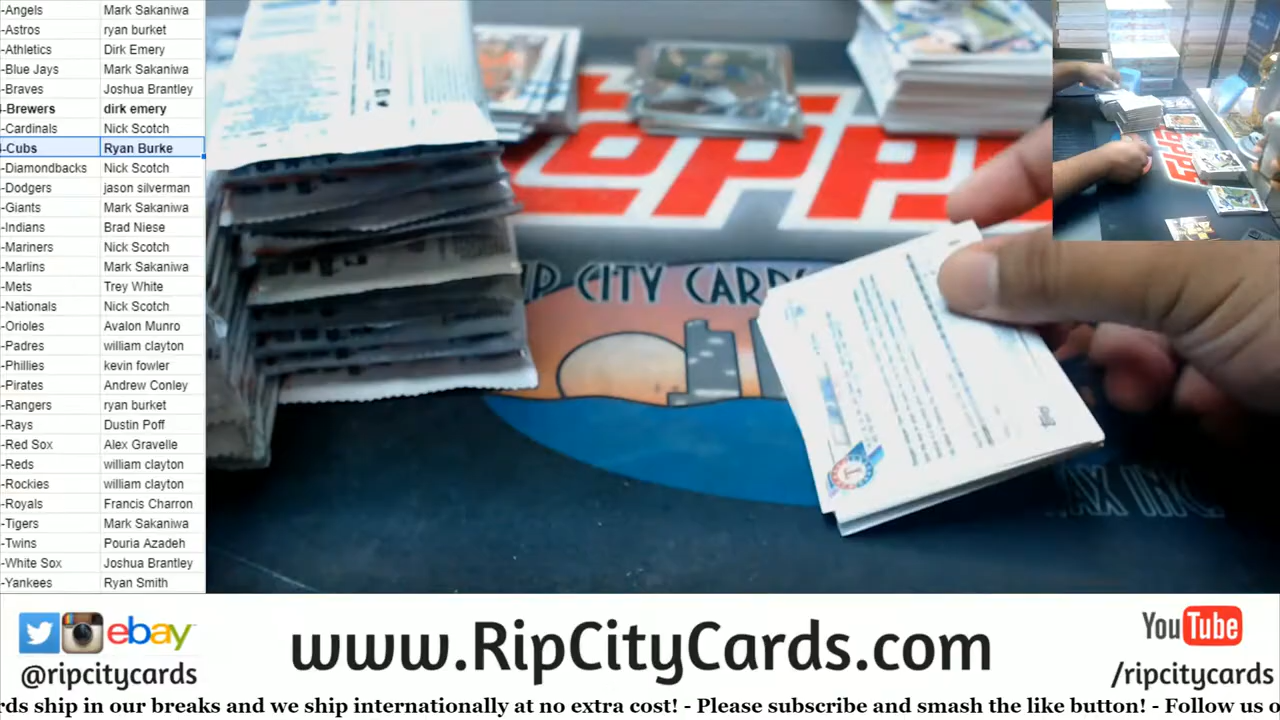 -Angels Mark Sakaniwa
-Astros ryan burket
-Athletics Dirk Emery
-Blue Jays Mark Sakaniwa
-Braves Joshua Brantley
-Brewers dirk emery
-Cardinals Nick Scotch
-Cubs Ryan Burke
-Diamondbacks Nick Scotch
-Dodgers jason silverman
-Giants Mark Sakaniwa
-Indians Brad Niese
-Mariners Nick Scotch
-Marlins Mark Sakaniwa
-Mets Trey White
-Nationals Nick Scotch
-Orioles Avalon Munro
-Padres william clayton
-Phillies kevin fowler
-Pirates Andrew Conley
-Rangers ryan burket
-Rays Dustin Poff
-Red Sox Alex Gravelle
-Reds william clayton
-Rockies william clayton
-Royals Francis Charron
-Tigers Mark Sakaniwa
-Twins Pouria Azadeh
-White Sox Joshua Brantley
-Yankees Ryan Smith
TOPP
IP CITY CARD
ebay
@ripcitycards
www.RipCityCards.com
YouTube
/ripcitycards
rds ship in our breaks and we ship internationally at no extra cost! - Please subscribe and smash the like button! - Follow us o